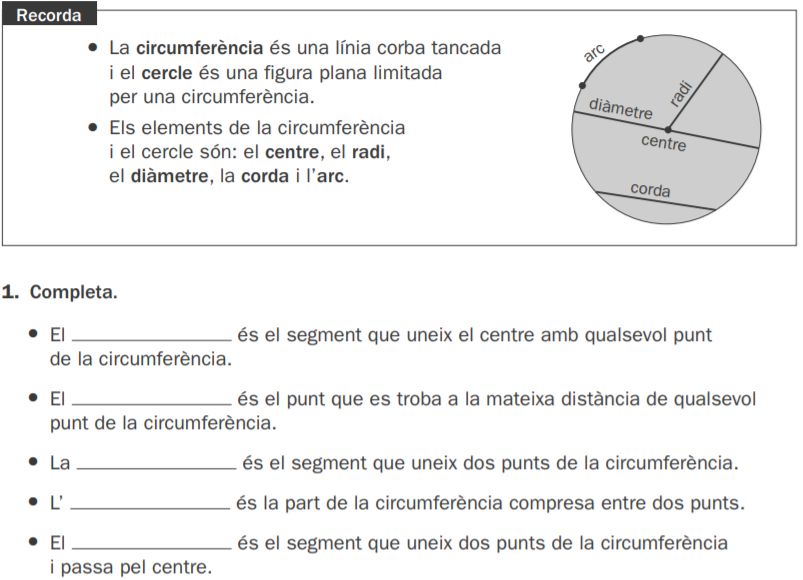 Recorda
● La circumferència és una línia corba tancada
i el cercle és una figura plana limitada
per una circumferència.
● Els elements de la circumferència
i el cercle són: el centre, el radi,
el diàmetre, la corda i l'arc.
arc
radi
diàmetre
centre
corda
1. Completa.
● El ________________ és el segment que uneix el centre amb qualsevol punt
de la circumferència.
● El ________________ és el punt que es troba a la mateixa distància de qualsevol
punt de la circumferència.
● La ________________ és el segment que uneix dos punts de la circumferència.
● L' ________________ és la part de la circumferència compresa entre dos punts.
● El ________________ és el segment que uneix dos punts de la circumferència
i passa pel centre.